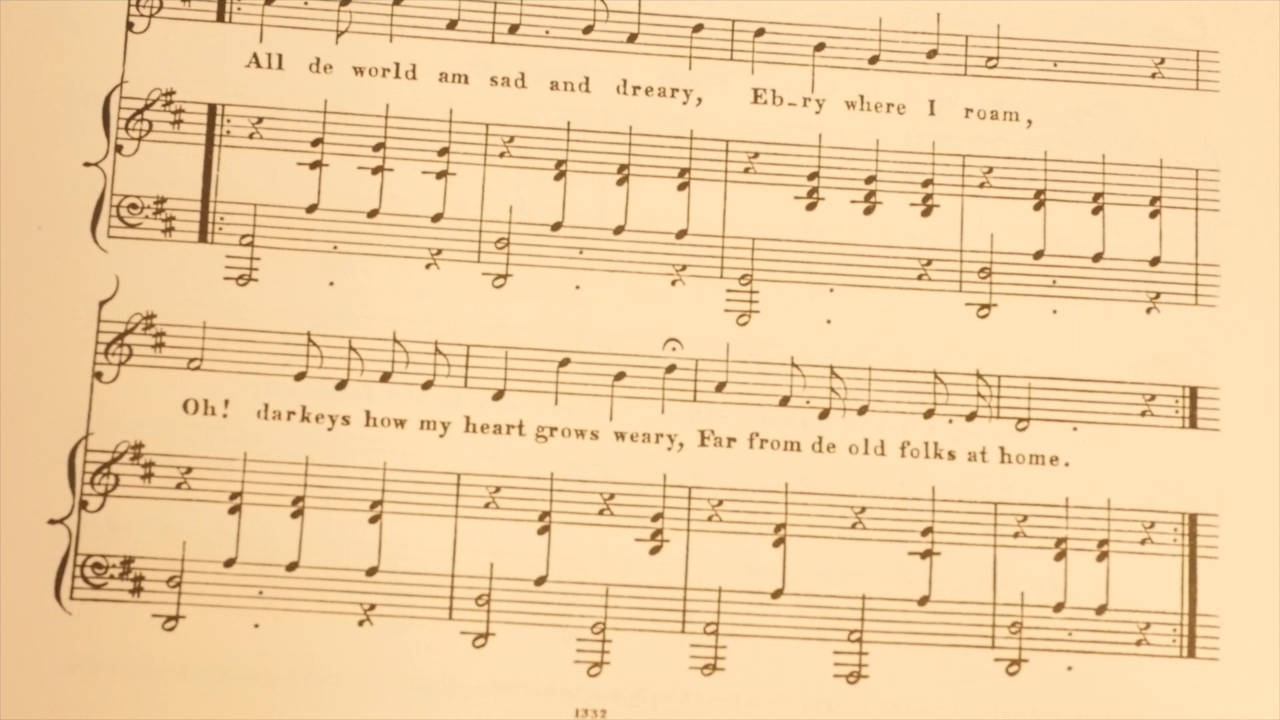 All de world am sad and dreary, Eb-ry where I roam,
Oh! darkeys how my heart grows weary, Far from de old folks at home.
1332